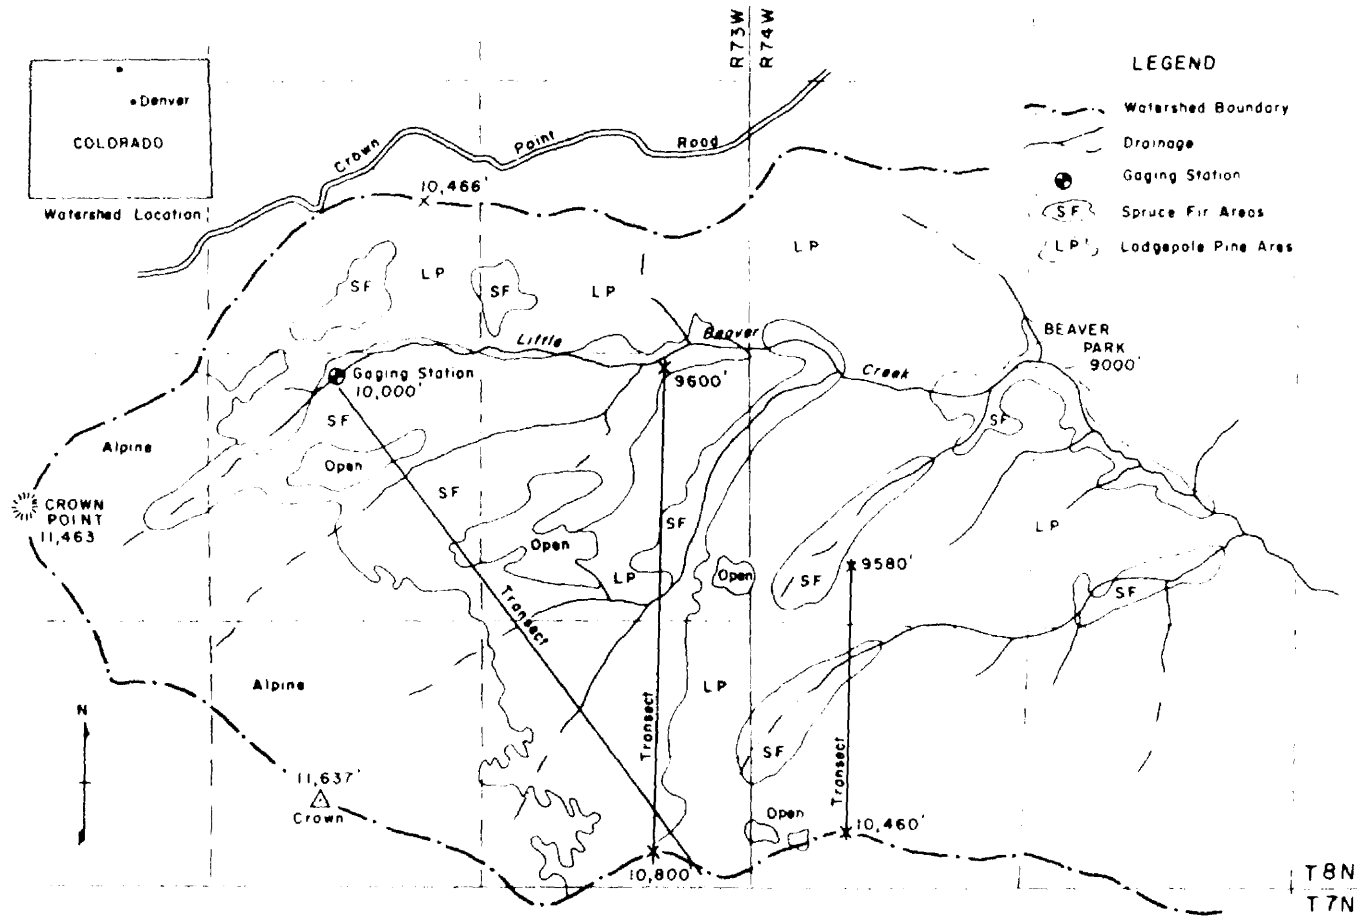 R73W
R74W
LEGEND
Watershed Boundary
Drainage
Gaging Station
SF Spruce Fir Areas
LP Lodgepole Pine Area
Denver
COLORADO
Watershed Location
Crown Point Road
10,466'
LP
LP
SF
SF
LP
Little Beaver Creek
BEAVER
PARK
9000'
Gaging Station
10,000'
9600'
SF
SF
Alpine
Open
SF
CROWN
POINT
11,463
SF
LP
Open
LP
Open
SF
9580'
SF
Transect
Alpine
LP
Transect
Transect
SF
N
11,637'
Crown
Open
10,460'
10,800'
T8N
T7N